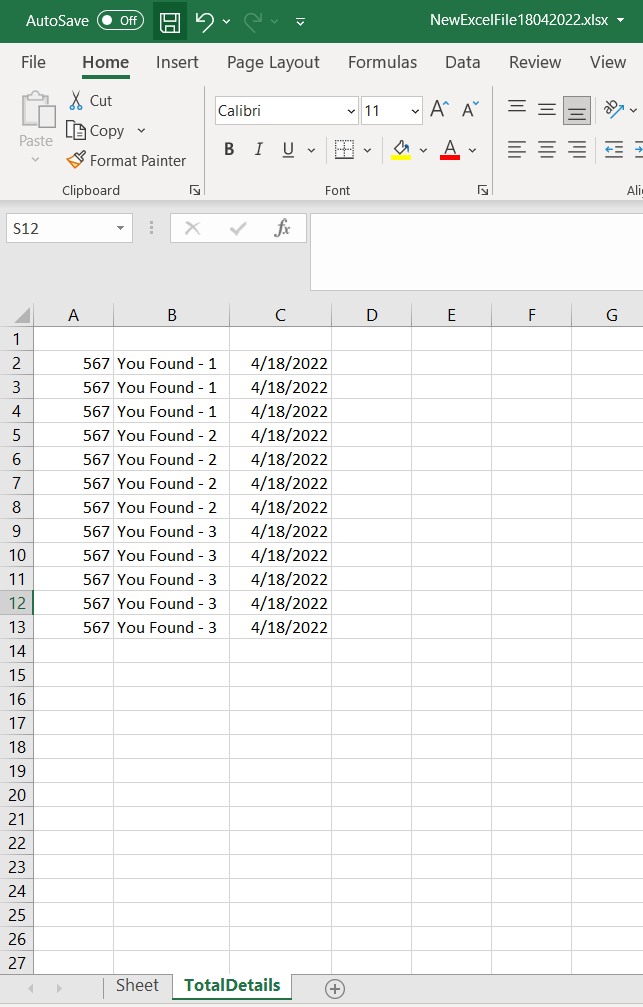 AutoSave Off NewExcelFile18042022.xlsx
File Home Insert Page Layout Formulas Data Review View
Paste
Cut
Copy
Format Painter
Clipboard
Calibri 11
B I U A
Font
Ali
S12 fx
A B C D E F G
1
2 567 You Found - 1 4/18/2022
3 567 You Found - 1 4/18/2022
4 567 You Found - 1 4/18/2022
5 567 You Found - 2 4/18/2022
6 567 You Found - 2 4/18/2022
7 567 You Found - 2 4/18/2022
8 567 You Found - 2 4/18/2022
9 567 You Found - 3 4/18/2022
10 567 You Found - 3 4/18/2022
11 567 You Found - 3 4/18/2022
12 567 You Found - 3 4/18/2022
13 567 You Found - 3 4/18/2022
14
15
16
17
18
19
20
21
22
23
24
25
26
27
Sheet TotalDetails